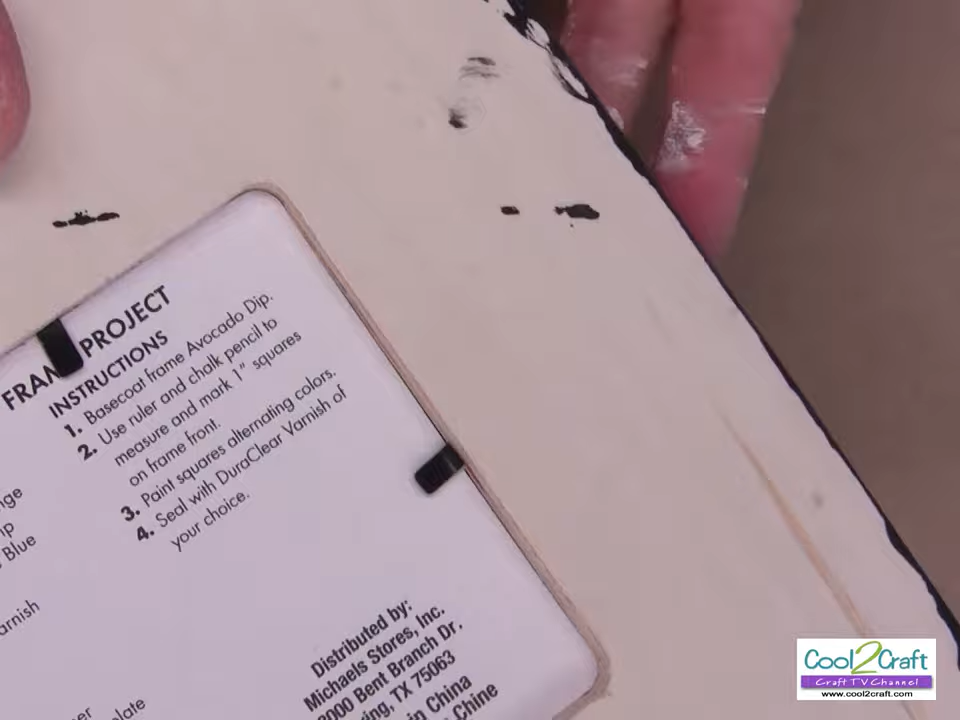 PROJECT
INSTRUCTIONS
1. Basecoat frame Avocado Dip.
2. Use ruler and chalk pencil to
measure and mark 1" squares
on frame front.
3. Paint squares alternating colors.
4. Seal with DuraClear Varnish of
your choice.
Blue
Distributed by:
Michaels Stores, Inc.
Bent Branch Dr.
TX 75063
in China
Chine
Cool2Craft
Craft TV Channel
www.cool2craft.com